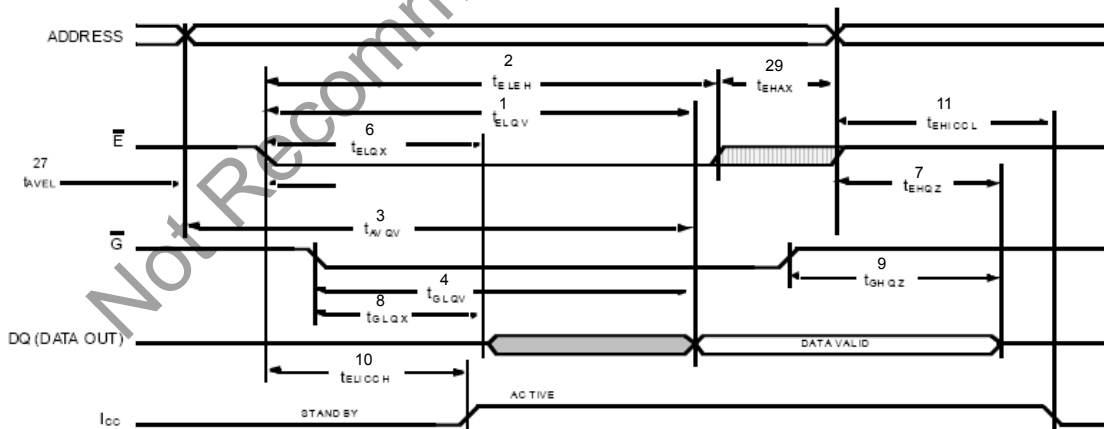 ADDRESS
2
tELEH
29
tEHAX
1
tELQV
11
tEHICCL
E
6
tELQX
27
tAVEL
7
tEHQZ
3
tAVQV
G
9
tGHQZ
4
tGLQV
8
tGLQX
DQ (DATA OUT)
DATA VALID
10
tELICCH
ACTIVE
STANDBY
ICC
Not Recomm